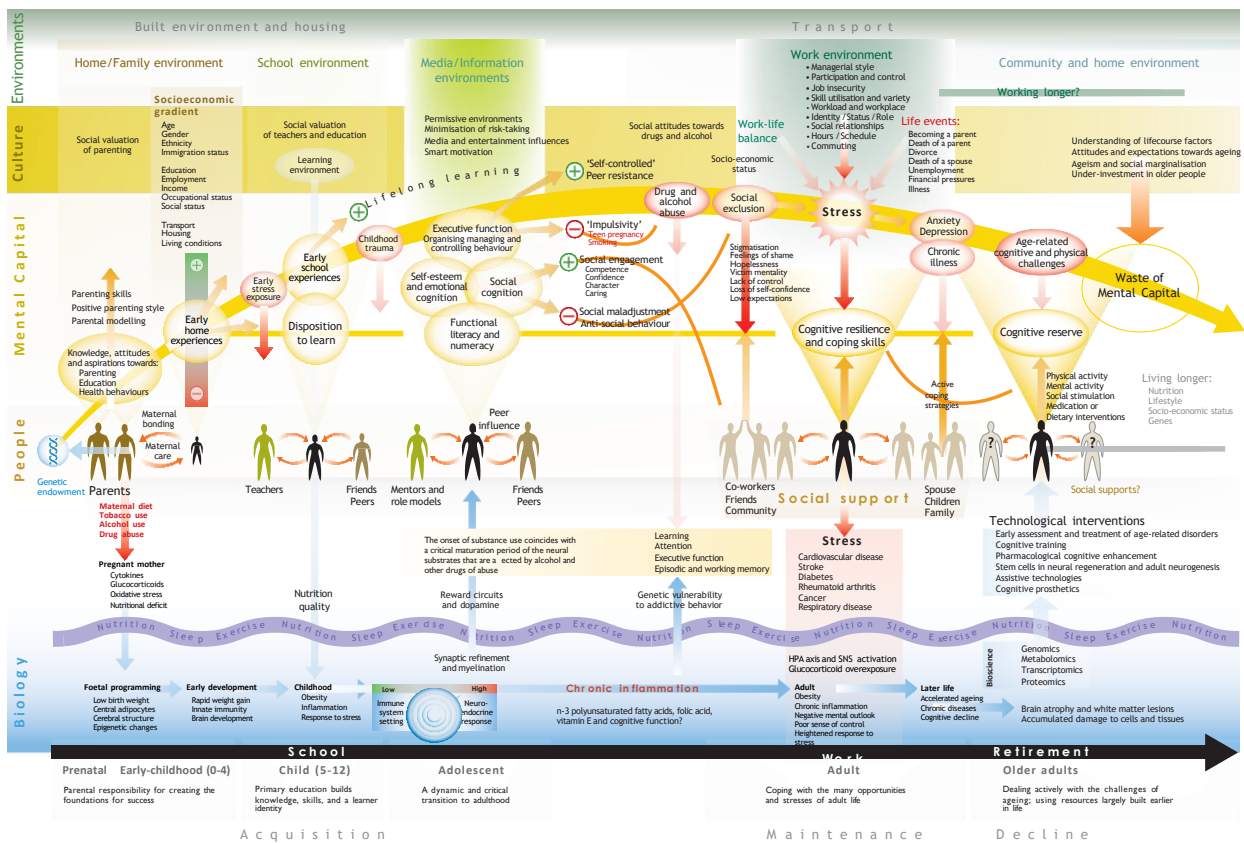 Environments
Built environment and housing
Transport
Home/Family environment
School environment
Media/Information
environments
Work environment
• Managerial style
• Participation and control
• Job insecurity
• Skill utilisation and variety
• Workload and workplace
• Identity / Status / Role
• Social relationships
• Hours / Schedule
• Commuting
Community and home environment
Working longer?
Culture
Socioeconomic
gradient
Age
Gender
Ethnicity
Immigration status
Education
Employment
Income
Occupational status
Social status
Transport
Housing
Living conditions
Social valuation
of parenting
Social valuation
of teachers and education
Learning
environment
Permissive environments
Minimisation of risk-taking
Media and entertainment influences
Smart motivation
Social attitudes towards
drugs and alcohol
Work-life
balance
Socio-economic
status
Life events:
Becoming a parent
Death of a parent
Divorce
Death of a spouse
Unemployment
Financial pressures
Illness
Understanding of lifecourse factors
Attitudes and expectations towards ageing
Ageism and social marginalisation
Under-investment in older people
Mental Capital
Lifelong learning
'Self-controlled'
Peer resistance
'Impulsivity'
Teen pregnancy
Smoking
Social engagement
Competence
Confidence
Character
Caring
Social maladjustment
Anti-social behaviour
Parenting skills
Positive parenting style
Parental modelling
Knowledge, attitudes
and aspirations towards:
Parenting
Education
Health behaviours
Early
home
experiences
Early
stress
exposure
Early
school
experiences
Disposition
to learn
Childhood
trauma
Executive function
Organising managing and
controlling behaviour
Self-esteem
and emotional
cognition
Social
cognition
Functional
literacy and
numeracy
Drug and
alcohol
abuse
Social
exclusion
Stigmatisation
Feelings of shame
Hopelessness
Victim mentality
Lack of control
Loss of self-confidence
Low expectations
Stress
Cognitive resilience
and coping skills
Anxiety
Depression
Chronic
illness
Age-related
cognitive and physical
challenges
Cognitive reserve
Waste of
Mental Capital
Active
coping
strategies
Physical activity
Mental activity
Social stimulation
Medication or
Dietary interventions
Living longer:
Nutrition
Lifestyle
Socio-economic status
Genes
People
Genetic
endowment
Maternal
bonding
Maternal
care
Parents
Teachers
Friends
Peers
Mentors and
role models
Peer
influence
Friends
Peers
Co-workers
Friends
Community
Social support
Spouse
Children
Family
?
?
Social supports?
Maternal diet
Tobacco use
Alcohol use
Drug abuse
Pregnant mother
Cytokines
Glucocorticoids
Oxidative stress
Nutritional deficit
Nutrition
quality
The onset of substance use coincides with
a critical maturation period of the neural
substrates that are a ected by alcohol and
other drugs of abuse
Learning
Attention
Executive function
Episodic and working memory
Reward circuits
and dopamine
Genetic vulnerability
to addictive behavior
Stress
Cardiovascular disease
Stroke
Diabetes
Rheumatoid arthritis
Cancer
Respiratory disease
Technological interventions
Early assessment and treatment of age-related disorders
Cognitive training
Pharmacological cognitive enhancement
Stem cells in neural regeneration and adult neurogenesis
Assistive technologies
Cognitive prosthetics
Nutrition Sleep Exercise Nutrition Sleep Exercise Nutrition Sleep Exercise Nutrition Sleep Exercise Nutrition Sleep Exercise Nutrition Sleep Exercise Nutrition
Biology
Synaptic refinement
and myelination
HPA axis and SNS activation
Glucocorticoid overexposure
Bioscience
Genomics
Metabolomics
Transcriptomics
Proteomics
Foetal programming
Low birth weight
Central adipocytes
Cerebral structure
Epigenetic changes
Early development
Rapid weight gain
Innate immunity
Brain development
Childhood
Obesity
Inflammation
Response to stress
Low
High
Immune
system
setting
Neuro-
endocrine
response
Chronic inflammation
n-3 polyunsaturated fatty acids, folic acid,
vitamin E and cognitive function?
Adult
Obesity
Chronic inflammation
Negative mental outlook
Poor sense of control
Heightened response to
stress
Later life
Accelerated ageing
Chronic diseases
Cognitive decline
Brain atrophy and white matter lesions
Accumulated damage to cells and tissues
School
Work
Retirement
Prenatal
Early-childhood (0-4)
Child (5-12)
Adolescent
Adult
Older adults
Parental responsibility for creating the
foundations for success
Primary education builds
knowledge, skills, and a learner
identity
A dynamic and critical
transition to adulthood
Coping with the many opportunities
and stresses of adult life
Dealing actively with the challenges of
ageing; using resources largely built earlier
in life
Acquisition
Maintenance
Decline